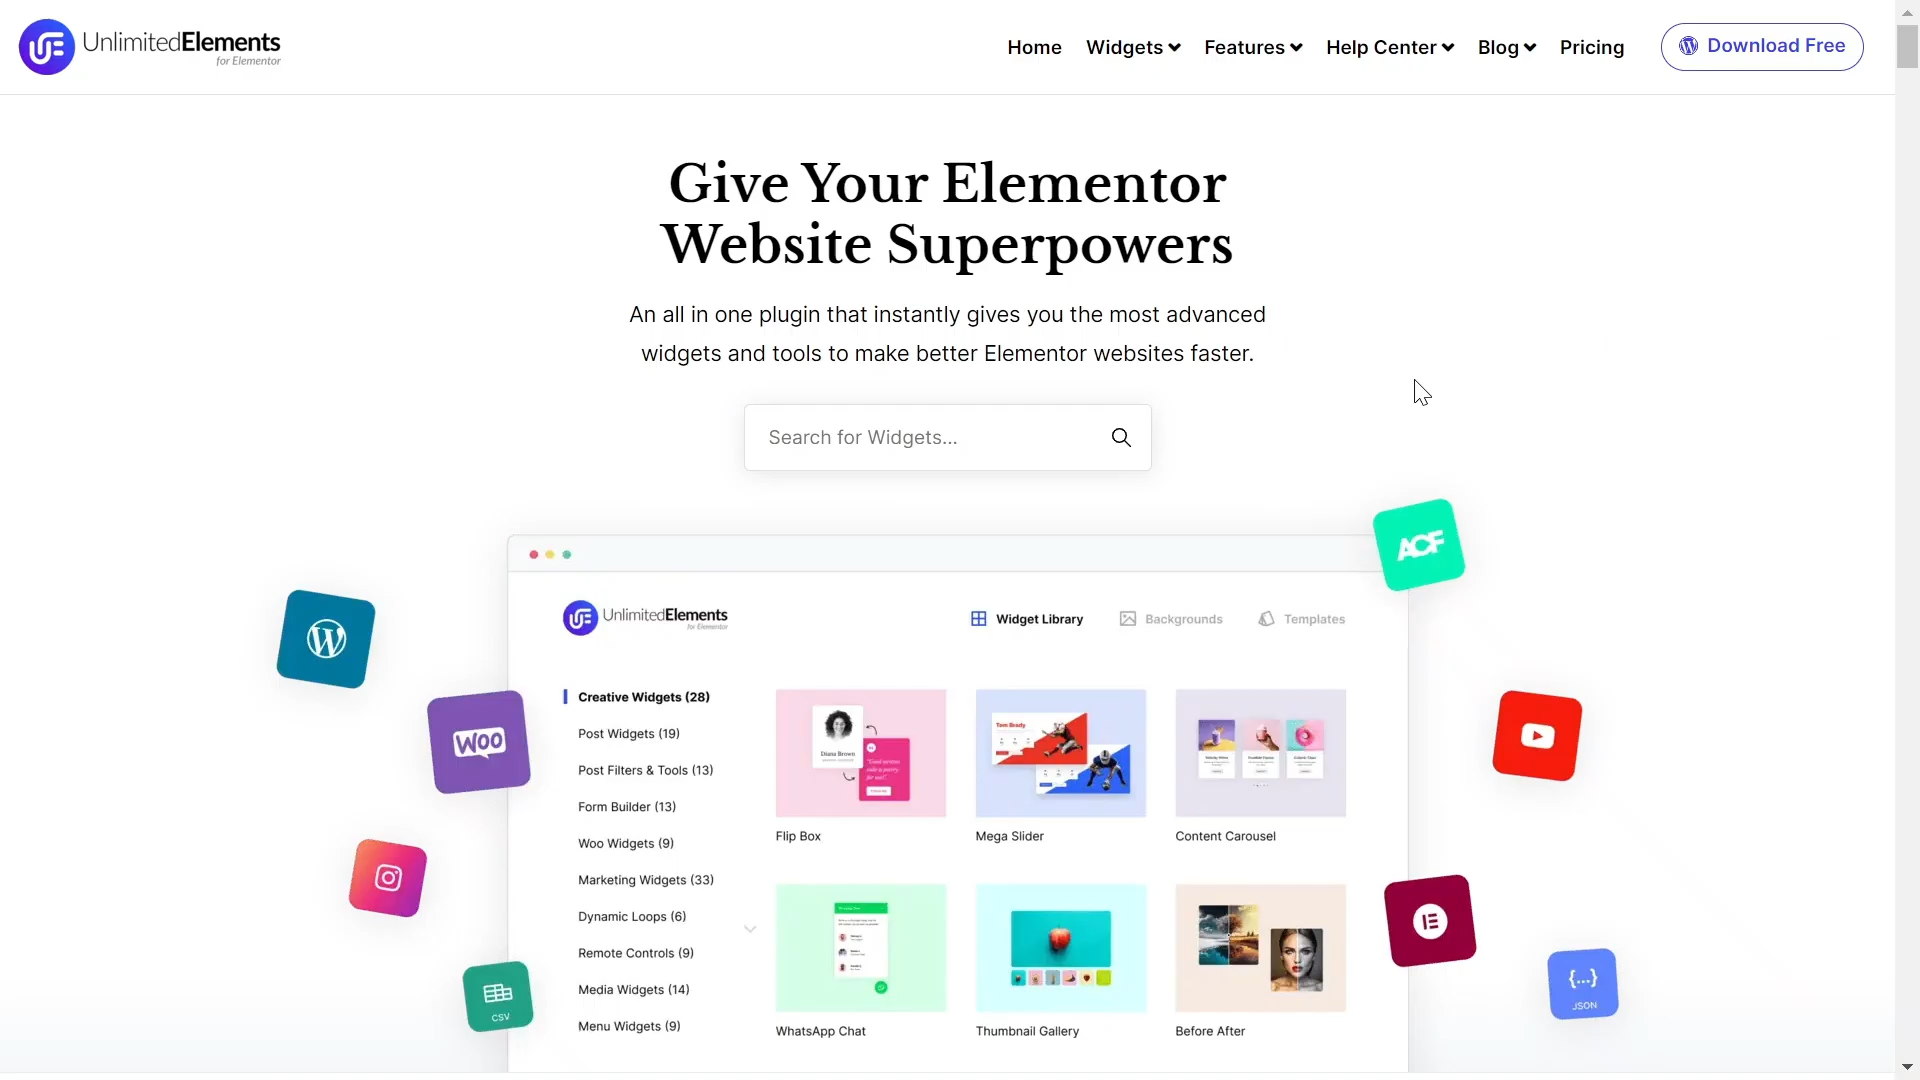 UnlimitedElements
for Elementor
Home
Widgets
Features
Help Center
Blog
Pricing
Download Free
Give Your Elementor
Website Superpowers
An all in one plugin that instantly gives you the most advanced
widgets and tools to make better Elementor websites faster.
Search for Widgets...
ACF
WOO
CSV
JSON
{...}
UnlimitedElements
for Elementor
Widget Library
Backgrounds
Templates
Creative Widgets (28)
Post Widgets (19)
Post Filters & Tools (13)
Form Builder (13)
Woo Widgets (9)
Marketing Widgets (33)
Dynamic Loops (6)
Remote Controls (9)
Media Widgets (14)
Menu Widgets (9)
Diana Brown
Flip Box
Tom Brady
Mega Slider
Content Carousel
WhatsApp Chat
Thumbnail Gallery
Before After